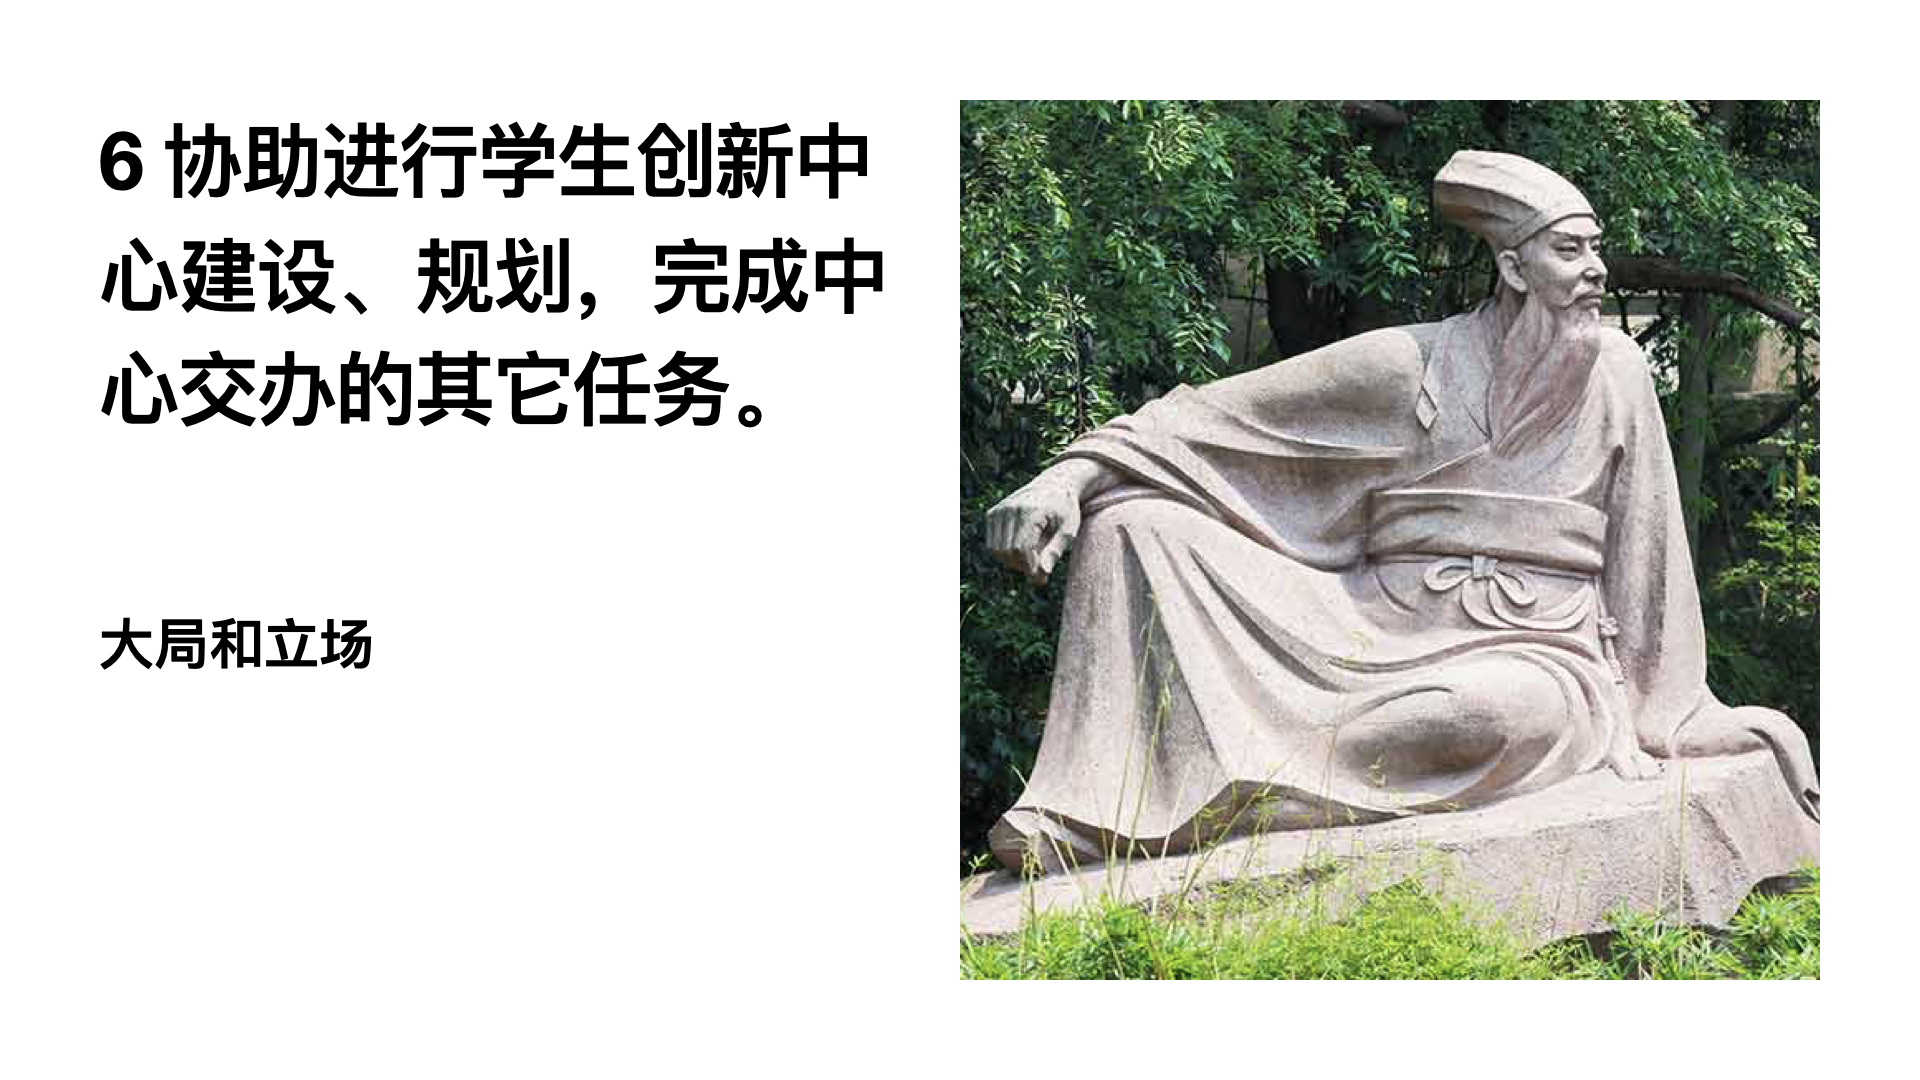 6 协助进行学生创新中
心建设、规划，完成中
心交办的其它任务。
大局和立场